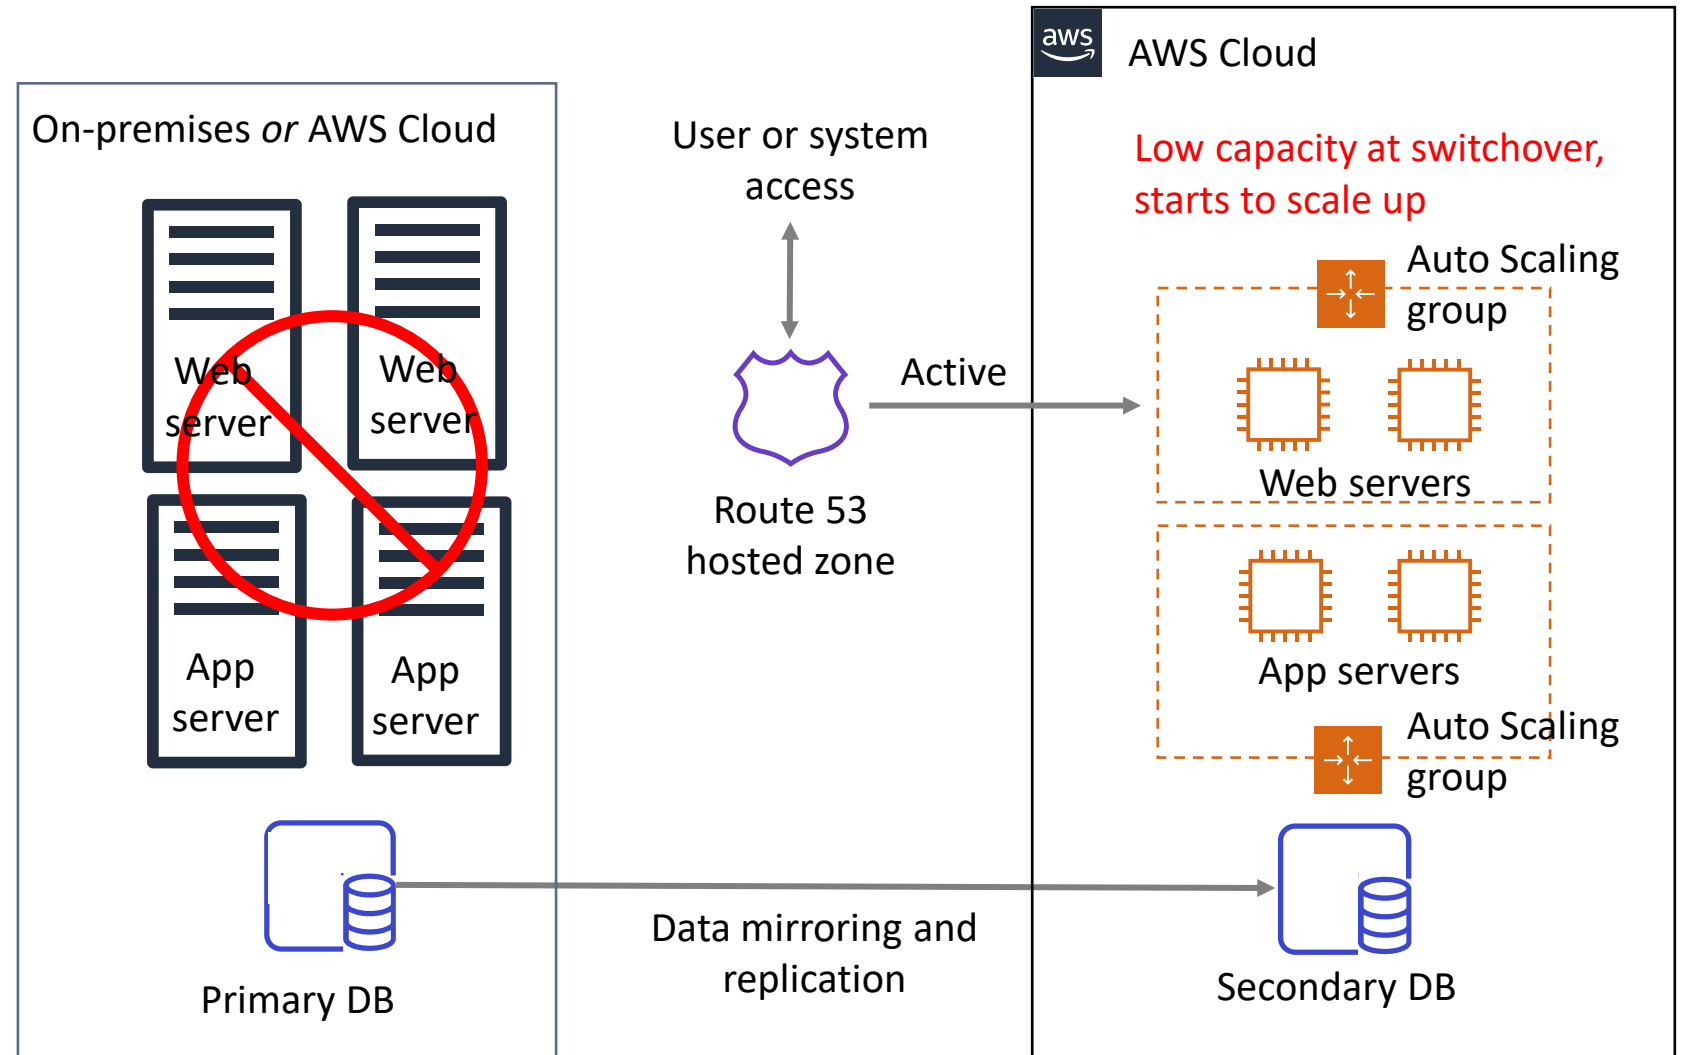 On-premises or AWS Cloud
Web
server
Web
server
App
server
App
server
Primary DB
User or system
access
Route 53
hosted zone
Active
Data mirroring and
replication
aws
AWS Cloud
Low capacity at switchover,
starts to scale up
Auto Scaling
group
Web servers
App servers
Auto Scaling
group
Secondary DB